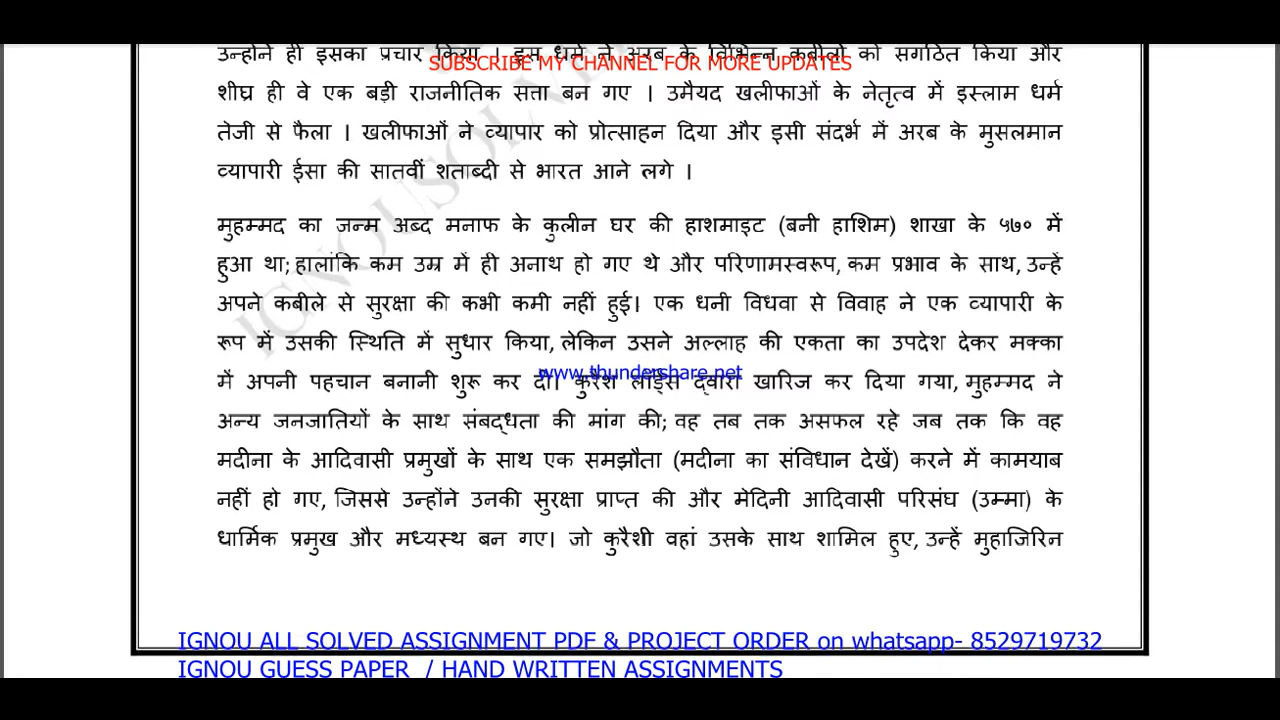 उन्होंने ही इसका प्रचार किया । इस धर्म ने अरब के विभिन्न कबीलों को संगठित किया और
SUBSCRIBE MY CHANNEL FOR MORE UPDATES
शीघ्र ही वे एक बड़ी राजनीतिक सत्ता बन गए । उमैयद खलीफाओं के नेतृत्व में इस्लाम धर्म
तेजी से फैला । खलीफाओं ने व्यापार को प्रोत्साहन दिया और इसी संदर्भ में अरब के मुसलमान
व्यापारी ईसा की सातवीं शताब्दी से भारत आने लगे ।
मुहम्मद का जन्म अब्द मनाफ के कुलीन घर की हाशमाइट (बनी हाशिम) शाखा के ५७० में
हुआ था; हालांकि कम उम्र में ही अनाथ हो गए थे और परिणामस्वरूप, कम प्रभाव के साथ, उन्हें
अपने कबीले से सुरक्षा की कभी कमी नहीं हुई। एक धनी विधवा से विवाह ने एक व्यापारी के
रूप में उसकी स्थिति में सुधार किया, लेकिन उसने अल्लाह की एकता का उपदेश देकर मक्का
www.thundershare.net
में अपनी पहचान बनानी शुरू कर दी। कुरैश लॉर्ड्स द्वारा खारिज कर दिया गया, मुहम्मद ने
अन्य जनजातियों के साथ संबद्धता की मांग की; वह तब तक असफल रहे जब तक कि वह
मदीना के आदिवासी प्रमुखों के साथ एक समझौता (मदीना का संविधान देखें) करने में कामयाब
नहीं हो गए, जिससे उन्होंने उनकी सुरक्षा प्राप्त की और मेदिनी आदिवासी परिसंघ (उम्मा) के
धार्मिक प्रमुख और मध्यस्थ बन गए। जो कुरैशी वहां उसके साथ शामिल हुए, उन्हें मुहाजिरिन
IGNOU ALL SOLVED ASSIGNMENT PDF & PROJECT ORDER on whatsapp- 8529719732
IGNOU GUESS PAPER / HAND WRITTEN ASSIGNMENTS